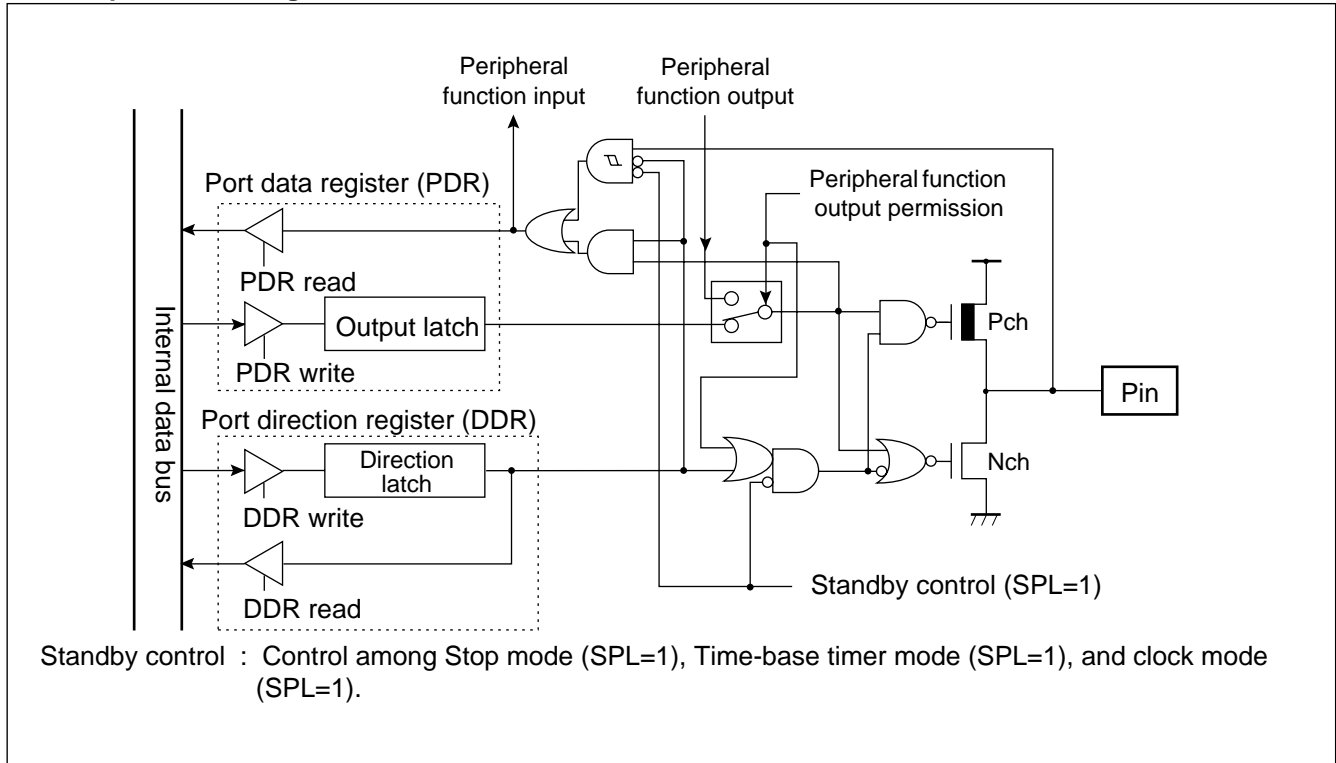 Peripheral
function input
Peripheral
function output
Port data register (PDR)
Peripheral function
output permission
PDR read
Output latch
PDR write
Pch
Pin
Internal data bus
Port direction register (DDR)
Direction
latch
Nch
DDR write
Standby control (SPL=1)
DDR read
Standby control : Control among Stop mode (SPL=1), Time-base timer mode (SPL=1), and clock mode
(SPL=1).